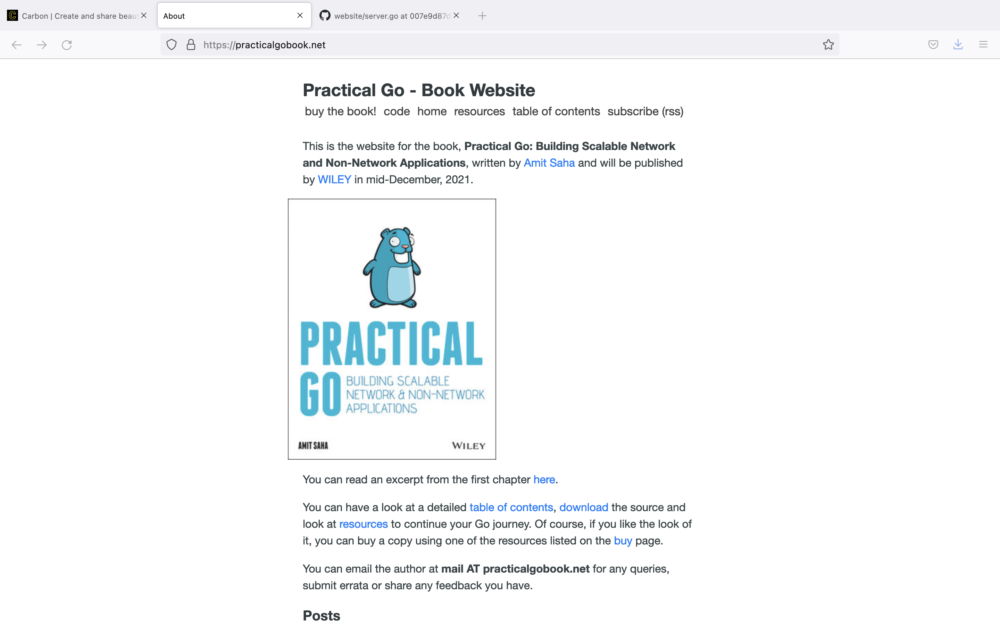 Carbon | Create and share beaut
About
website/server.go at 007e9d87d
https://practicalgobook.net
Practical Go - Book Website
buy the book! code home resources table of contents subscribe (rss)
This is the website for the book, Practical Go: Building Scalable Network
and Non-Network Applications, written by Amit Saha and will be published
by WILEY in mid-December, 2021.
PRACTICAL
GO
BUILDING SCALABLE
NETWORK & NON-NETWORK
APPLICATIONS
AMIT SAHA
WILEY
You can read an excerpt from the first chapter here.
You can have a look at a detailed table of contents, download the source and
look at resources to continue your Go journey. Of course, if you like the look of
it, you can buy a copy using one of the resources listed on the buy page.
You can email the author at mail AT practicalgobook.net for any queries,
submit errata or share any feedback you have.
Posts